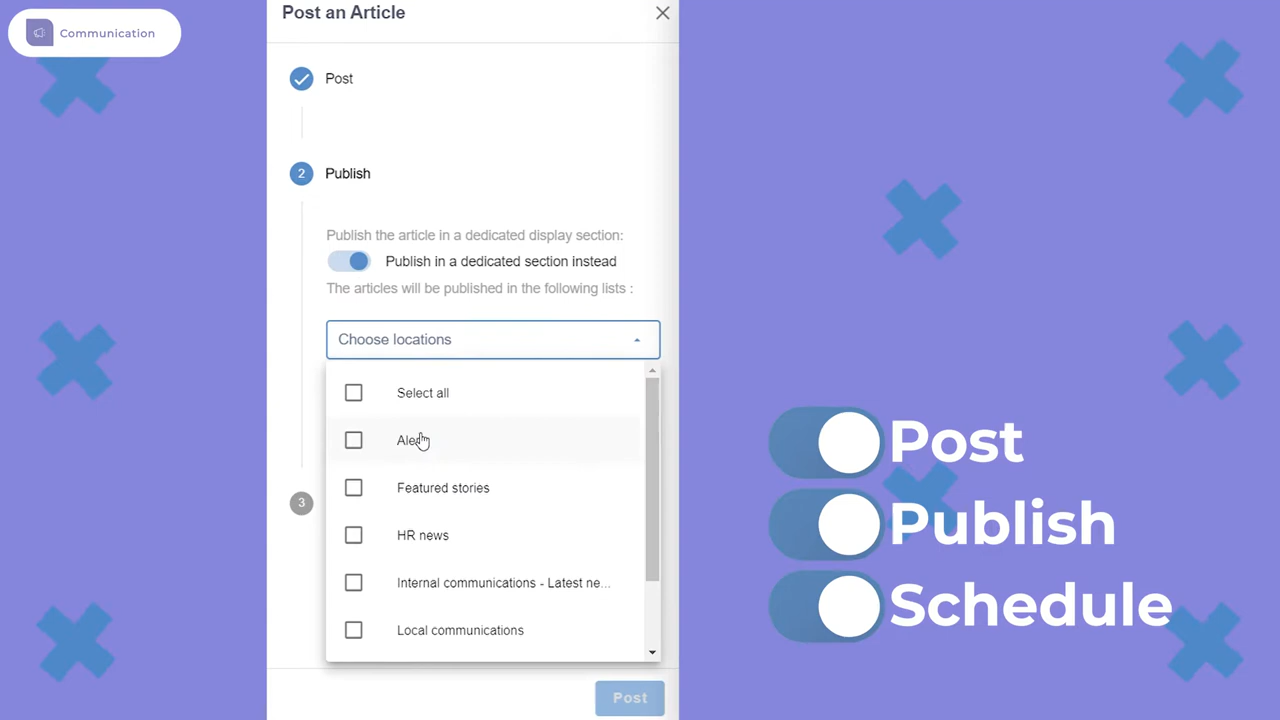 Communication
Post an Article
Post
2 Publish
Publish the article in a dedicated display section:
Publish in a dedicated section instead
The articles will be published in the following lists :
Choose locations
Select all
Featured stories
HR news
Internal communications - Latest ne...
Local communications
3
Post
Post
Publish
Schedule